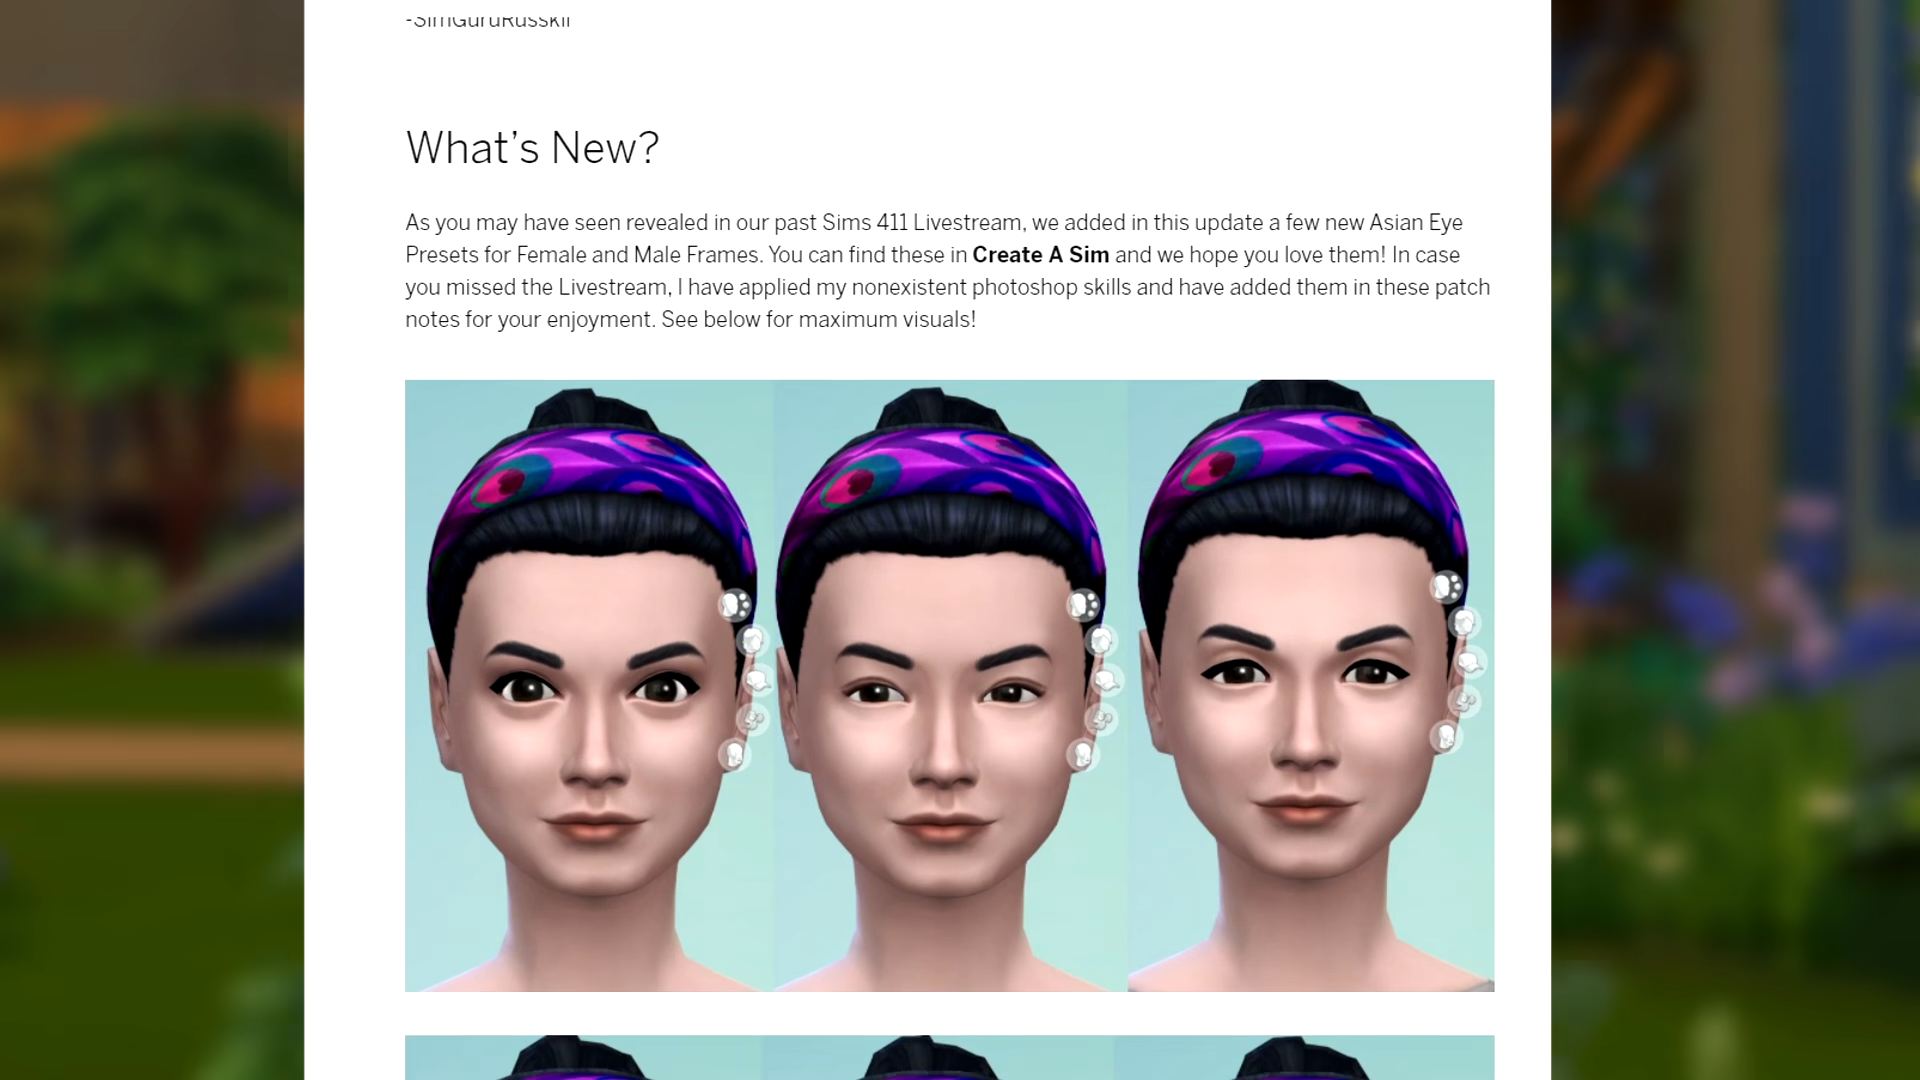 -SimGuruRusskii
What’s New?
As you may have seen revealed in our past Sims 411 Livestream, we added in this update a few new Asian Eye
Presets for Female and Male Frames. You can find these in Create A Sim and we hope you love them! In case
you missed the Livestream, I have applied my nonexistent photoshop skills and have added them in these patch
notes for your enjoyment. See below for maximum visuals!